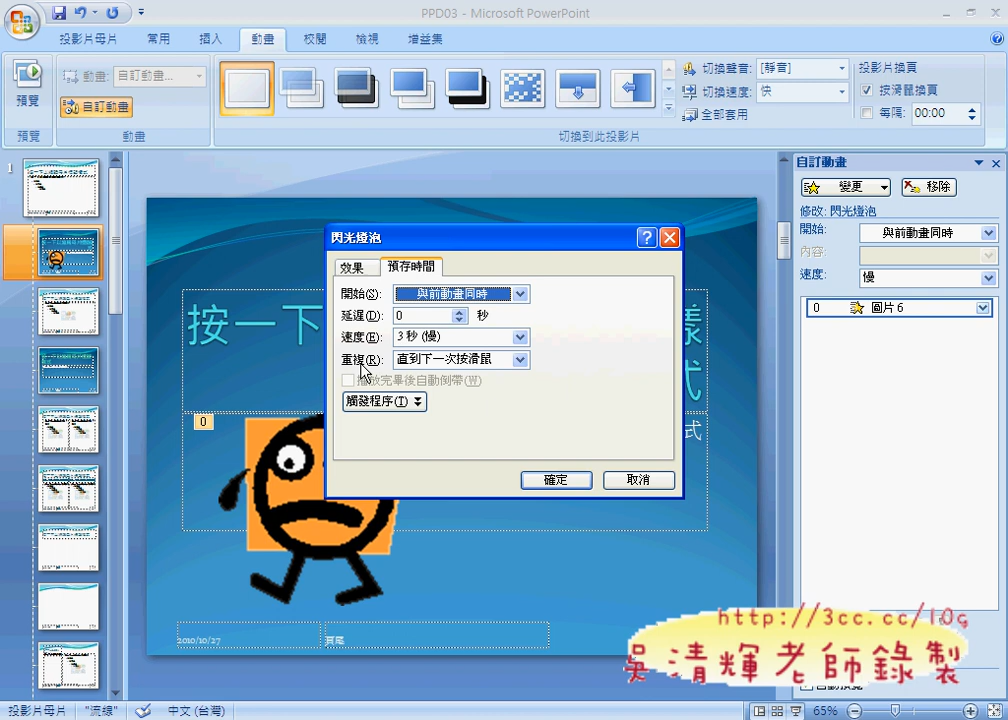 PPD03 - Microsoft PowerPoint
投影片母片 常用 插入 動畫 校閱 檢視 增益集
預覽
預覽
動畫: 自訂動畫...
自訂動畫
動畫
切換聲音: [靜音]
切換速度: 快
全部套用
切換到此投影片
投影片換頁
按滑鼠換頁
每隔: 00:00
1
自訂動畫
變更
移除
修改: 閃光燈泡
開始: 與前動畫同時
內容:
速度: 慢
0 圖片 6
按一下
樣
式
0
式
2010/10/27
頁尾
閃光燈泡
效果 預存時間
開始(S): 與前動畫同時
延遲(D): 0 秒
速度(E): 3 秒 (慢)
重複(R): 直到下一次按滑鼠
播放完畢後自動倒帶(W)
觸發程序(T)
確定 取消
http://3cc.cc/10g
吳清輝老師錄製
自動預覽
投影片母片 "流線" 中文 (台灣) 65%